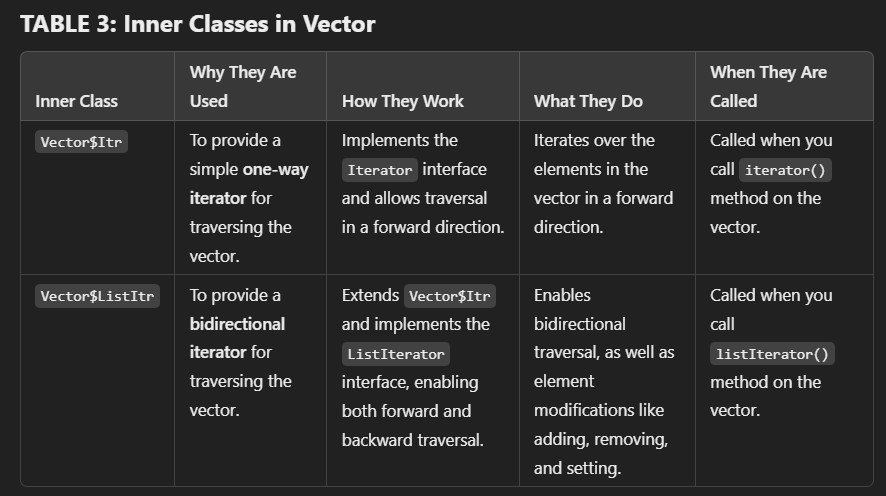 TABLE 3: Inner Classes in Vector
Inner Class
Why They Are
Used
How They Work
What They Do
When They Are
Called
Vector$Itr
To provide a
simple one-way
iterator for
traversing the
vector.
Implements the
Iterator interface
and allows traversal
in a forward direction.
Iterates over the
elements in the
vector in a forward
direction.
Called when you
call iterator()
method on the
vector.
Vector$ListItr
To provide a
bidirectional
iterator for
traversing the
vector.
Extends Vector$Itr
and implements the
ListIterator
interface, enabling
both forward and
backward traversal.
Enables
bidirectional
traversal, as well as
element
modifications like
adding, removing,
and setting.
Called when you
call
listIterator()
method on the
vector.